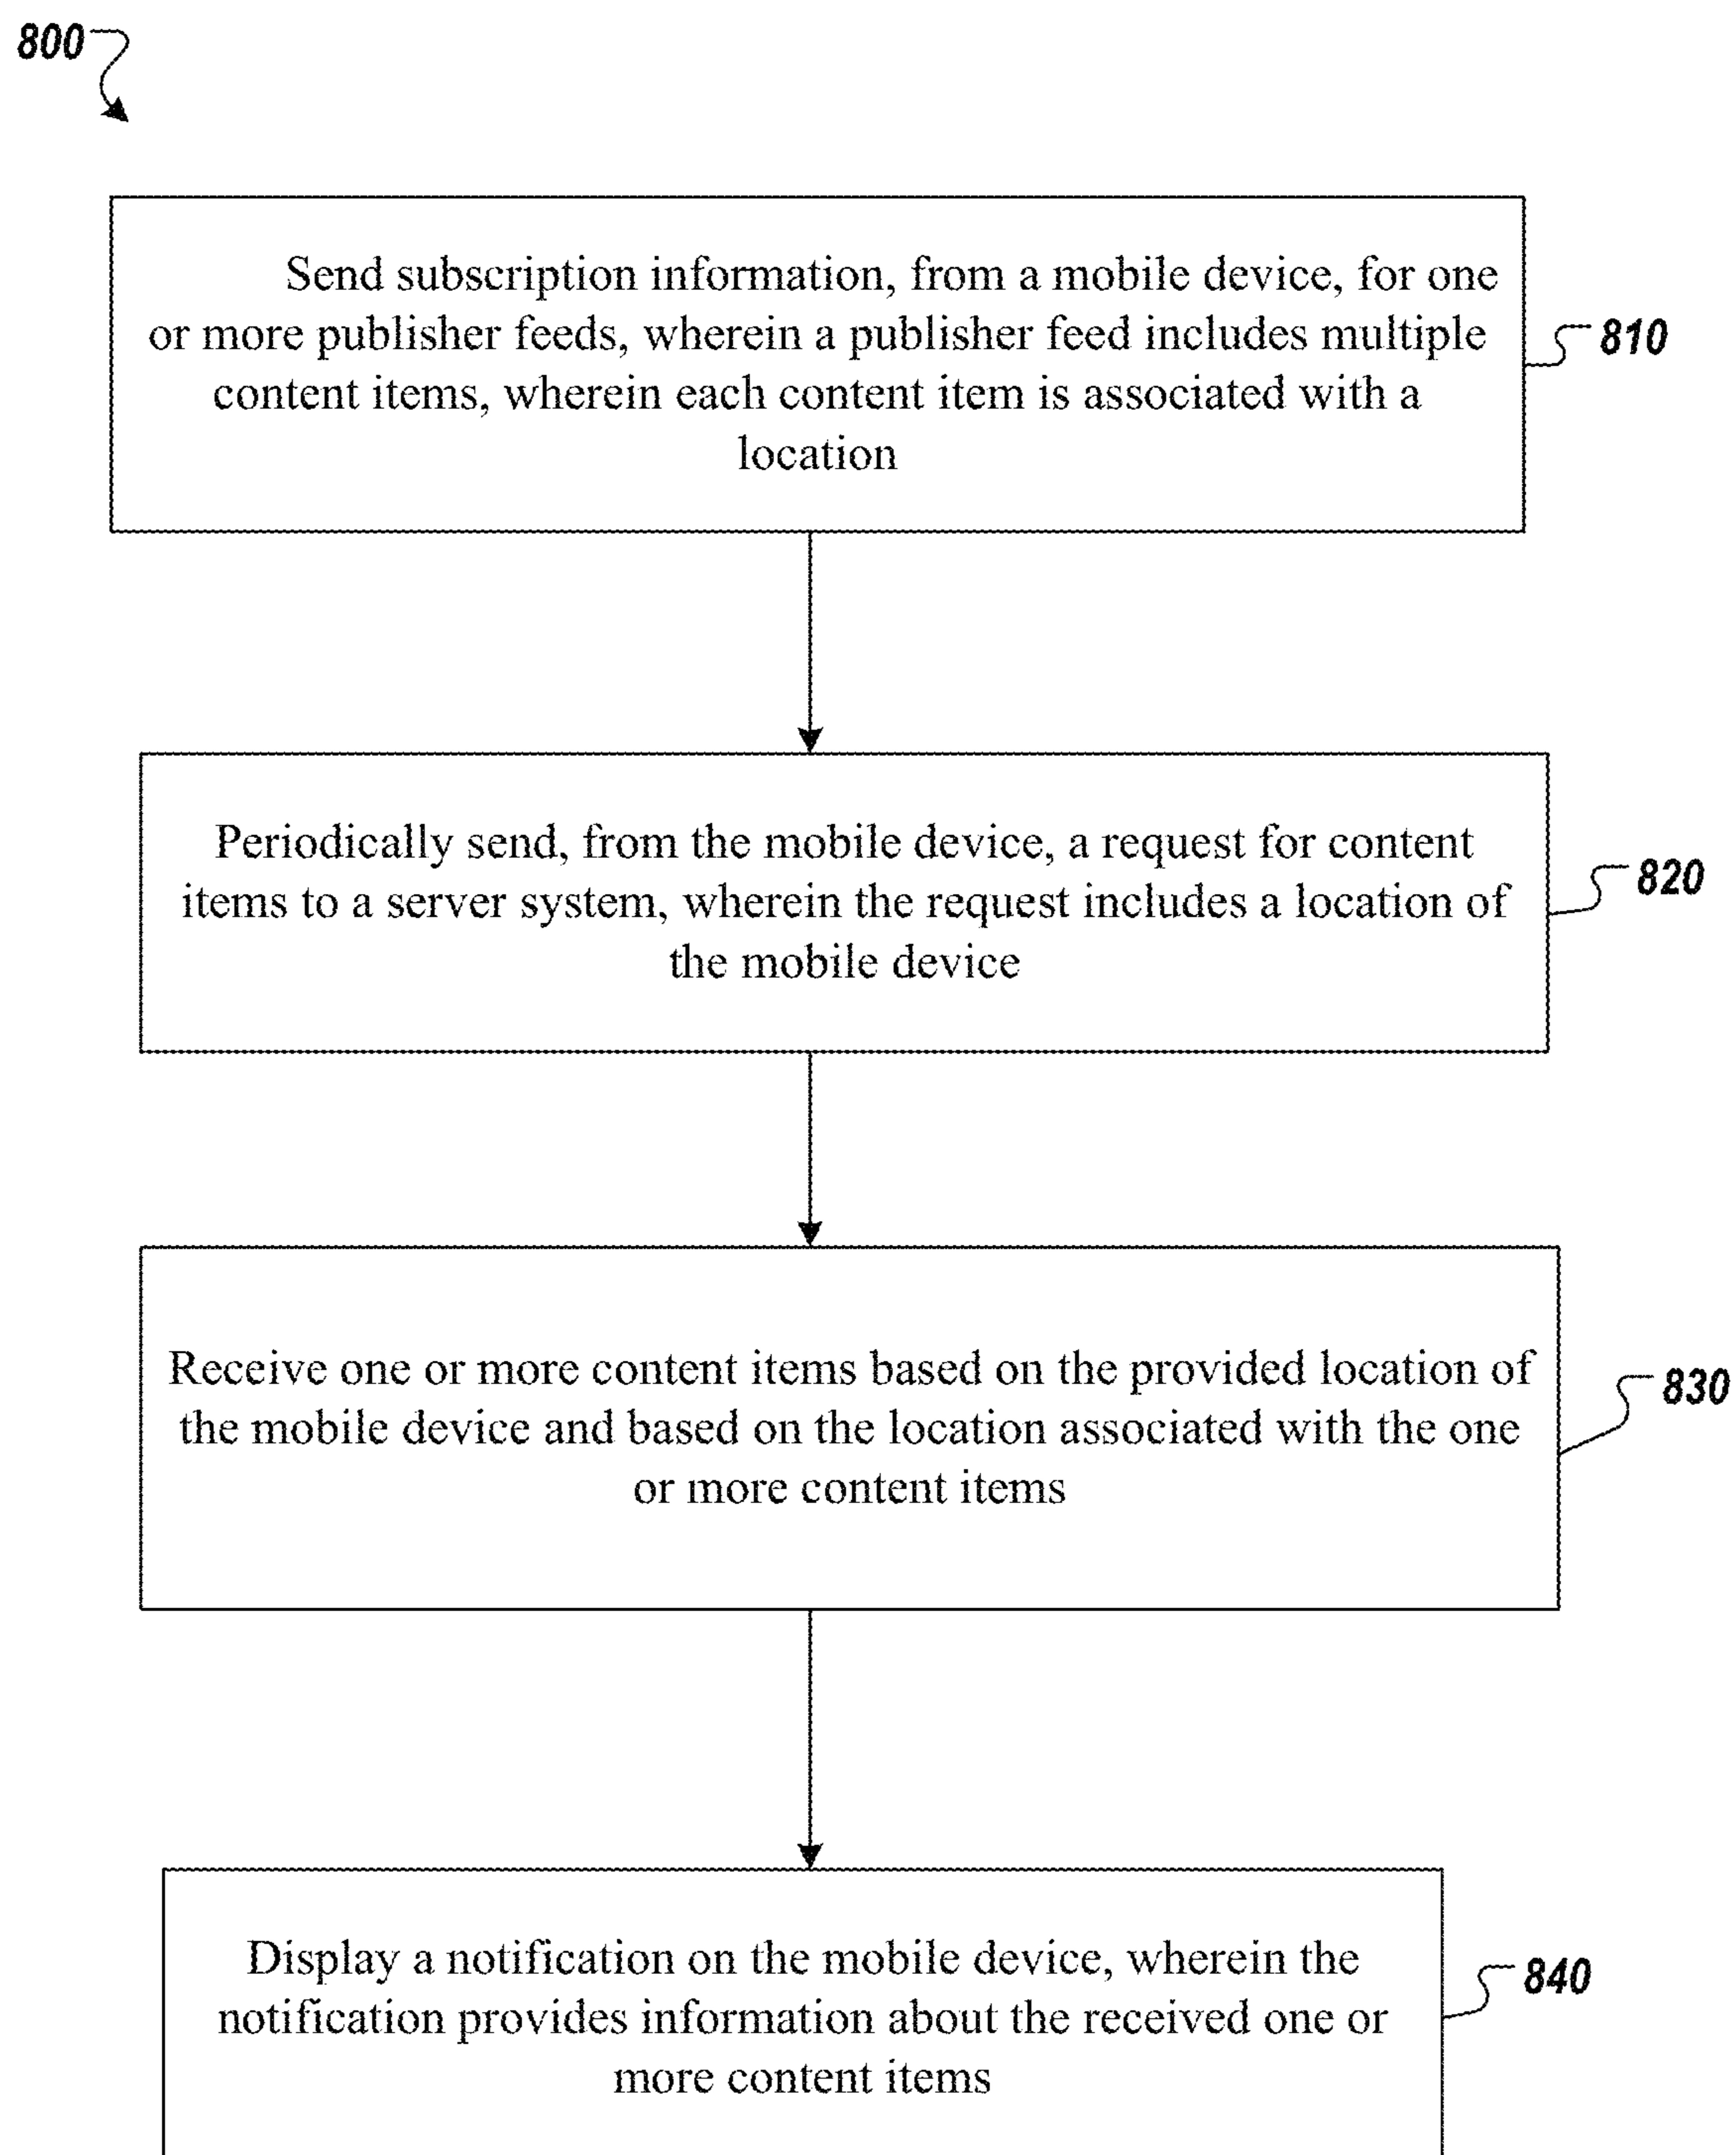 800
Send subscription information, from a mobile device, for one
or more publisher feeds, wherein a publisher feed includes multiple
content items, wherein each content item is associated with a
location
810
Periodically send, from the mobile device, a request for content
items to a server system, wherein the request includes a location of
the mobile device
820
Receive one or more content items based on the provided location of
the mobile device and based on the location associated with the one
or more content items
830
Display a notification on the mobile device, wherein the
notification provides information about the received one or
more content items
840